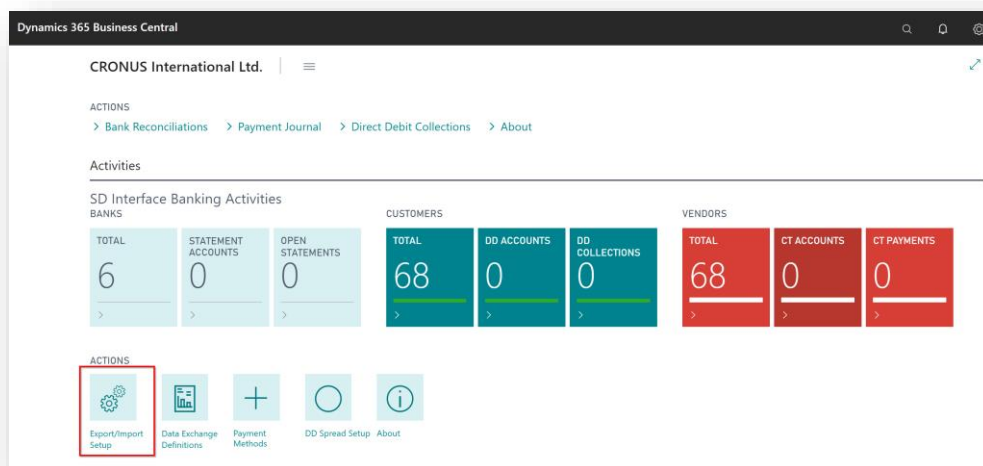 Dynamics 365 Business Central
CRONUS International Ltd.
ACTIONS
> Bank Reconciliations > Payment Journal > Direct Debit Collections > About
Activities
SD Interface Banking Activities
BANKS CUSTOMERS VENDORS
TOTAL STATEMENT ACCOUNTS OPEN STATEMENTS TOTAL DD ACCOUNTS DD COLLECTIONS TOTAL CT ACCOUNTS CT PAYMENTS
6 0 0 68 0 0 68 0 0
> > > > > > > > >
ACTIONS
Export/Import Setup Data Exchange Definitions Payment Methods DD Spread Setup About